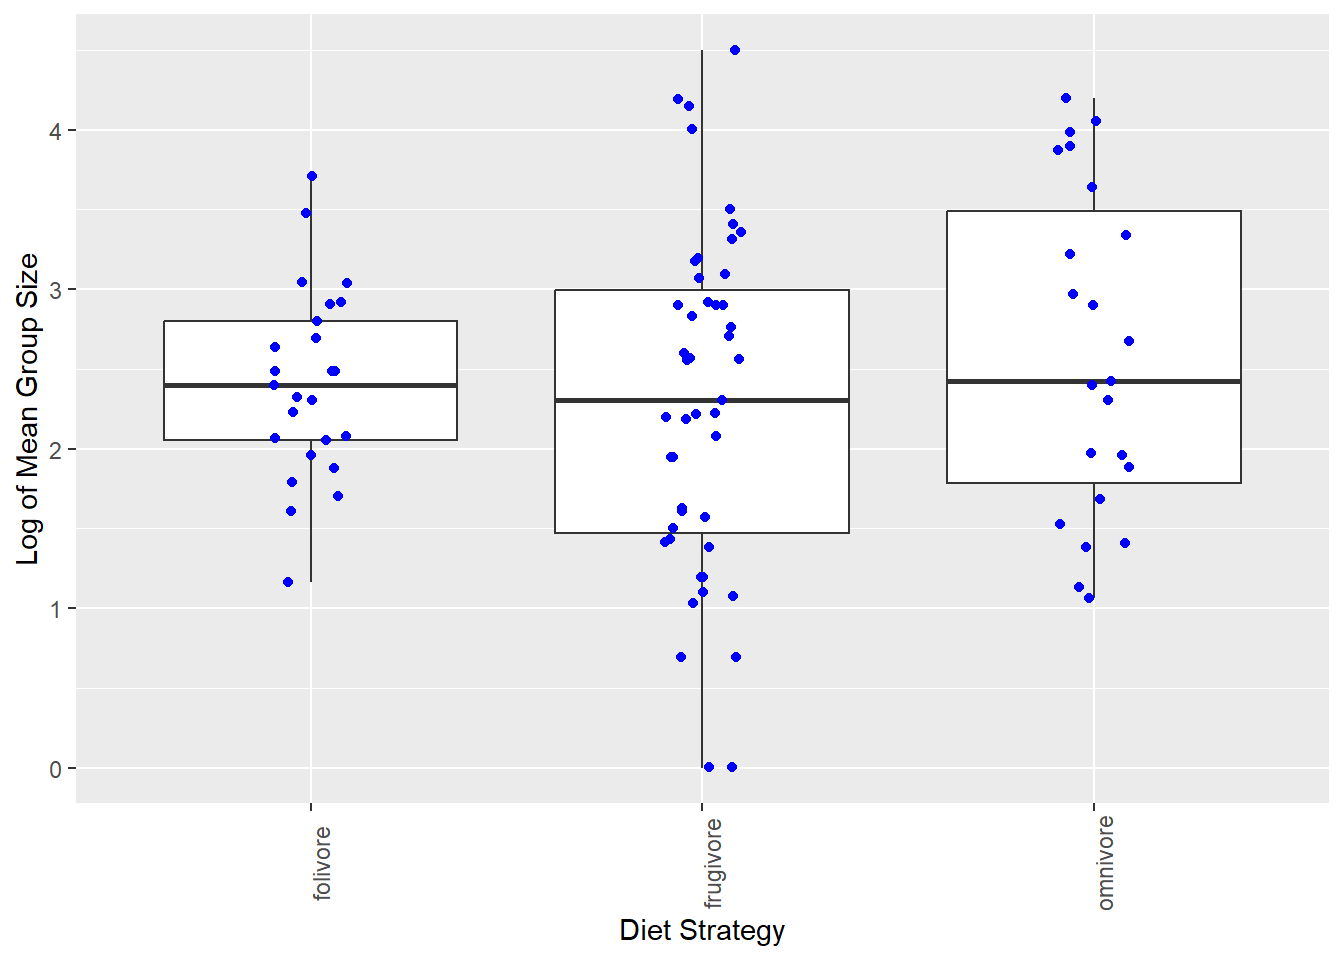 Log of Mean Group Size
4
3
2
1
0
folivore
frugivore
omnivore
Diet Strategy